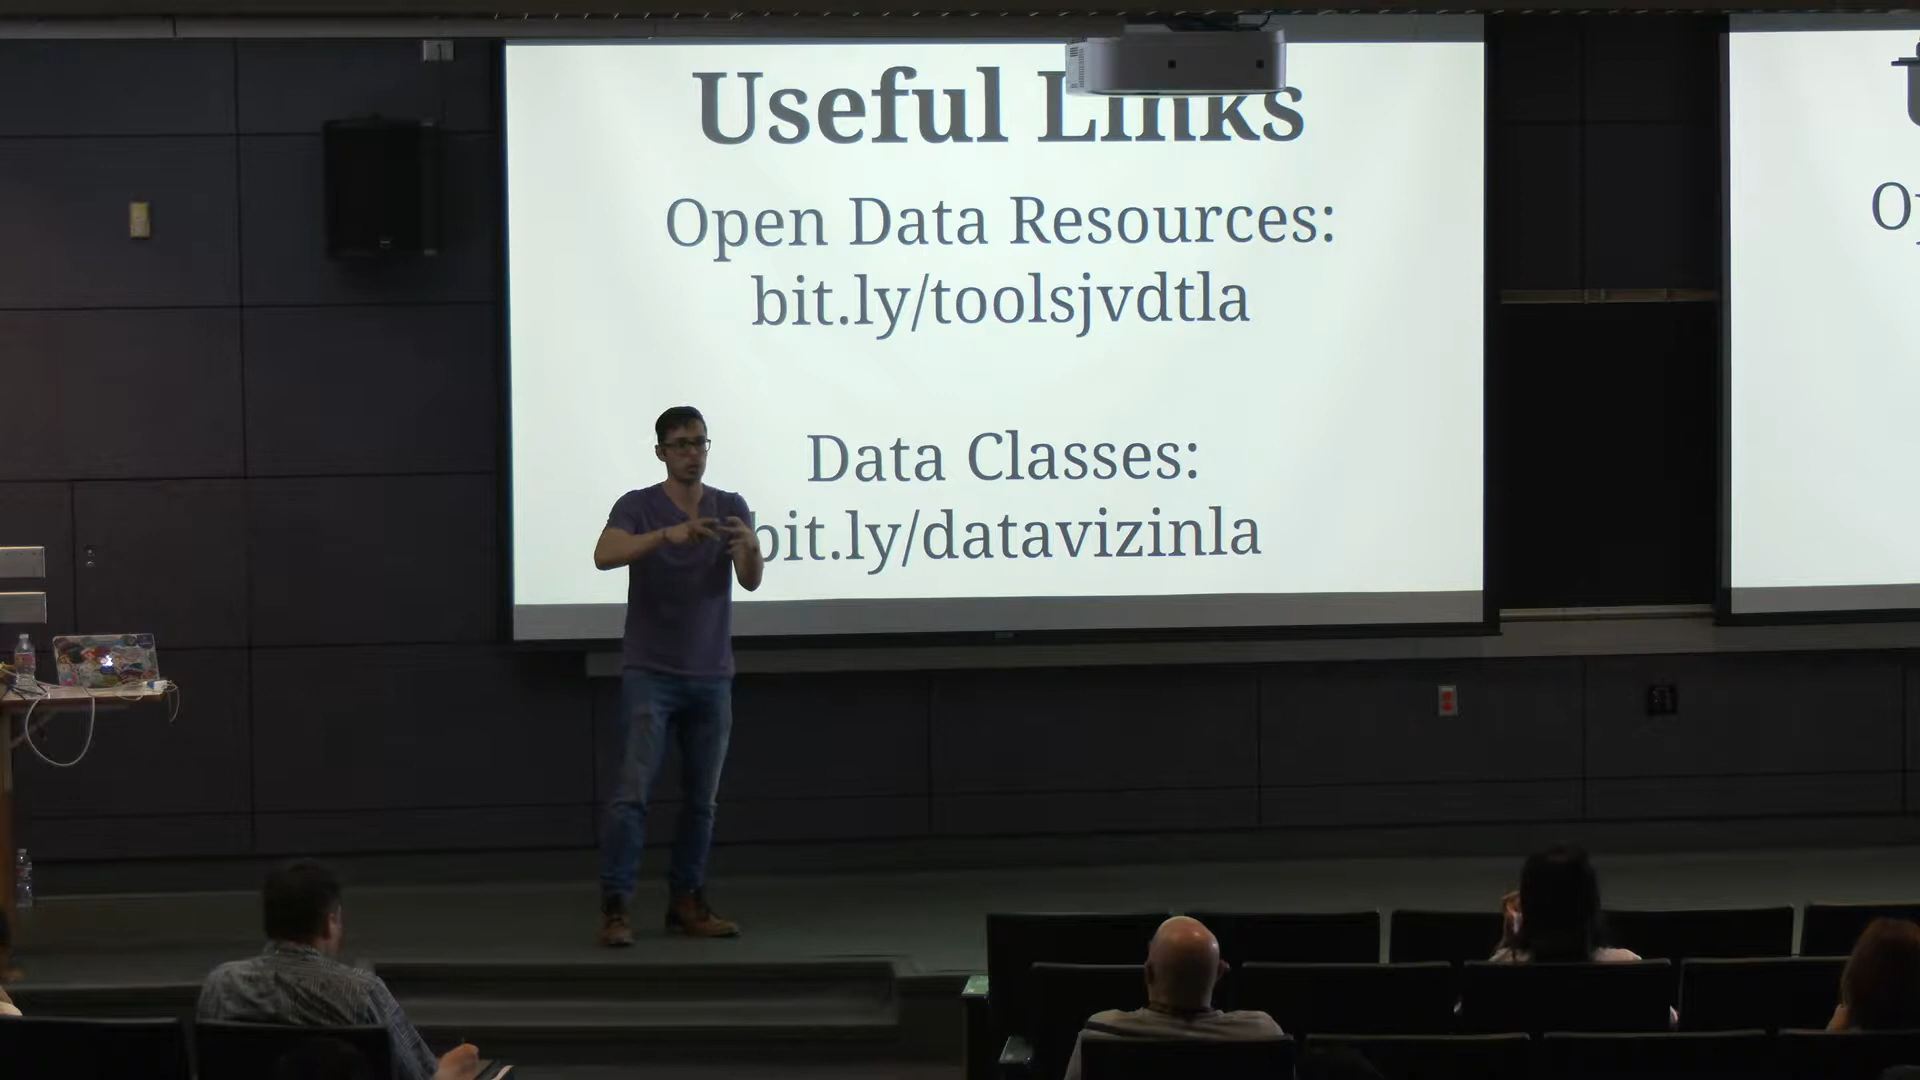 Useful Links
Open Data Resources:
bit.ly/toolsjvdtla
Data Classes:
bit.ly/datavizinla